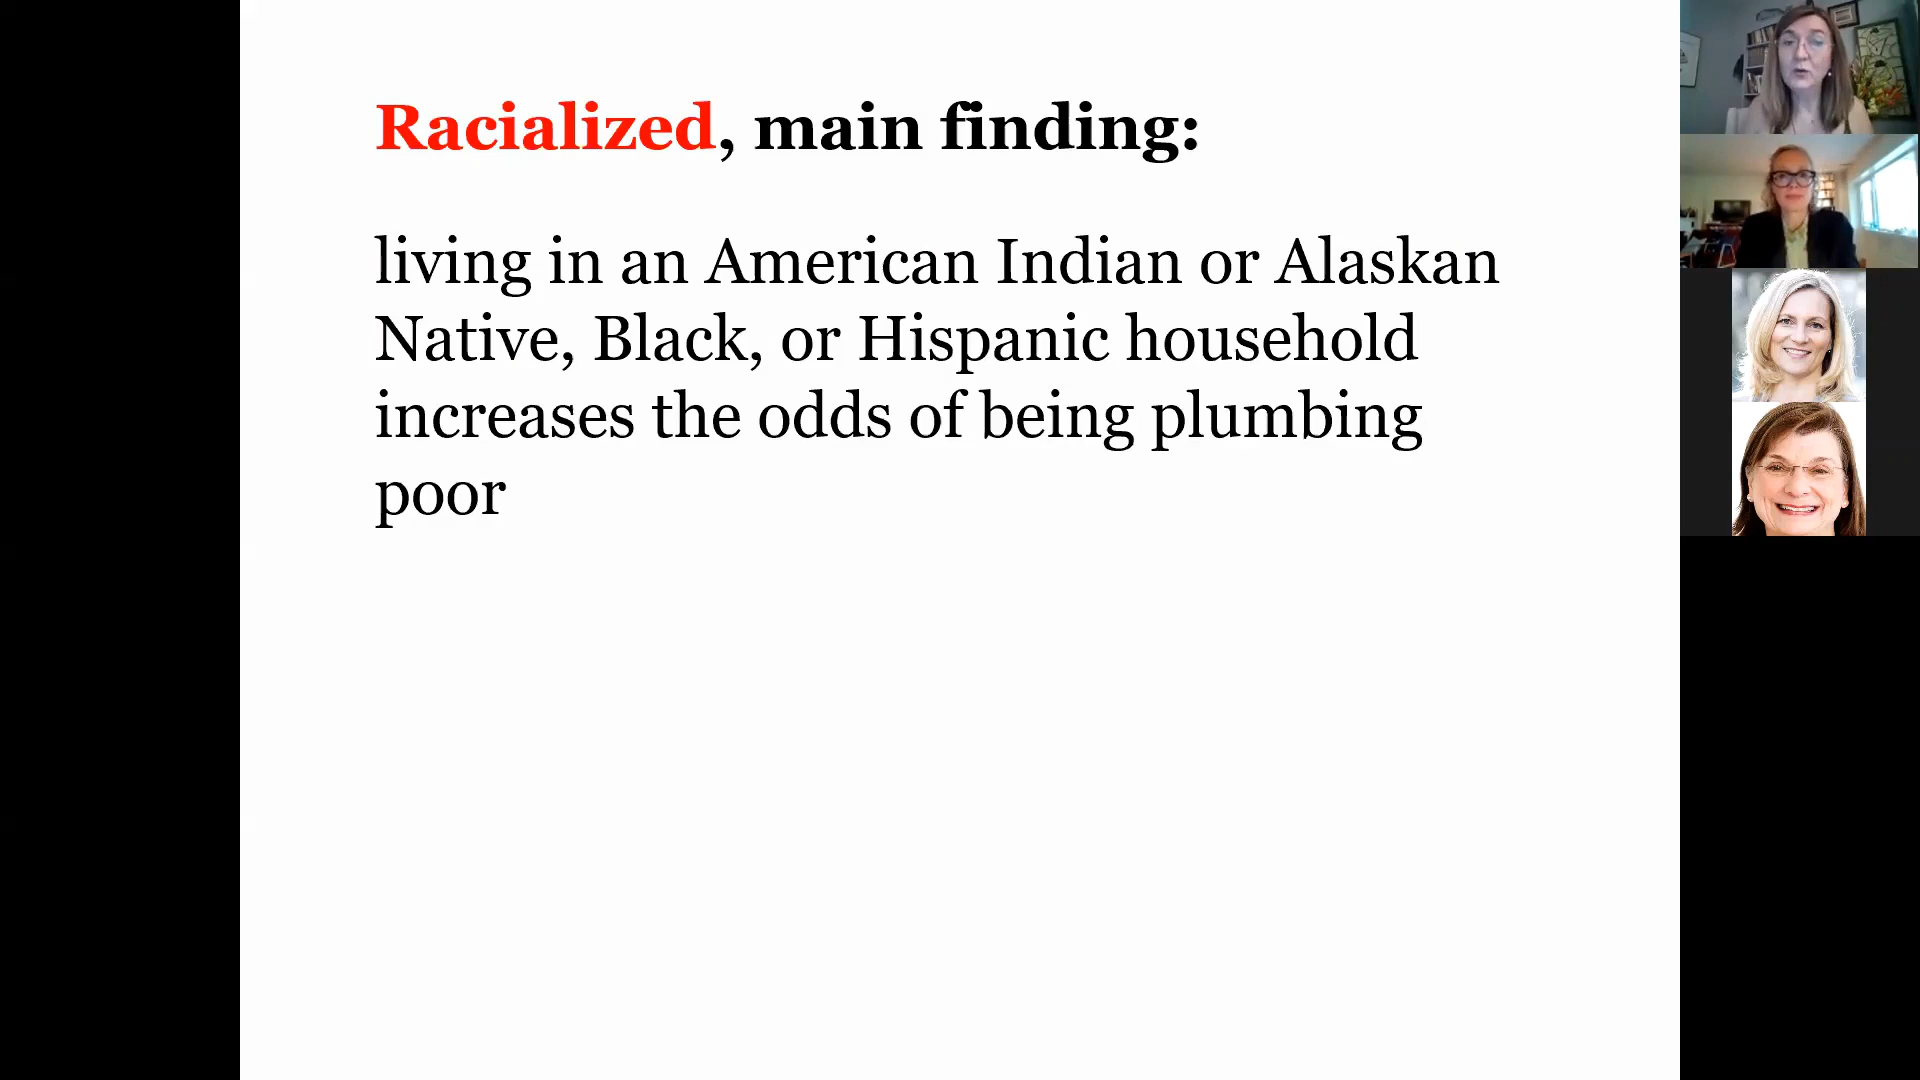 Racialized, main finding:
living in an American Indian or Alaskan
Native, Black, or Hispanic household
increases the odds of being plumbing
poor